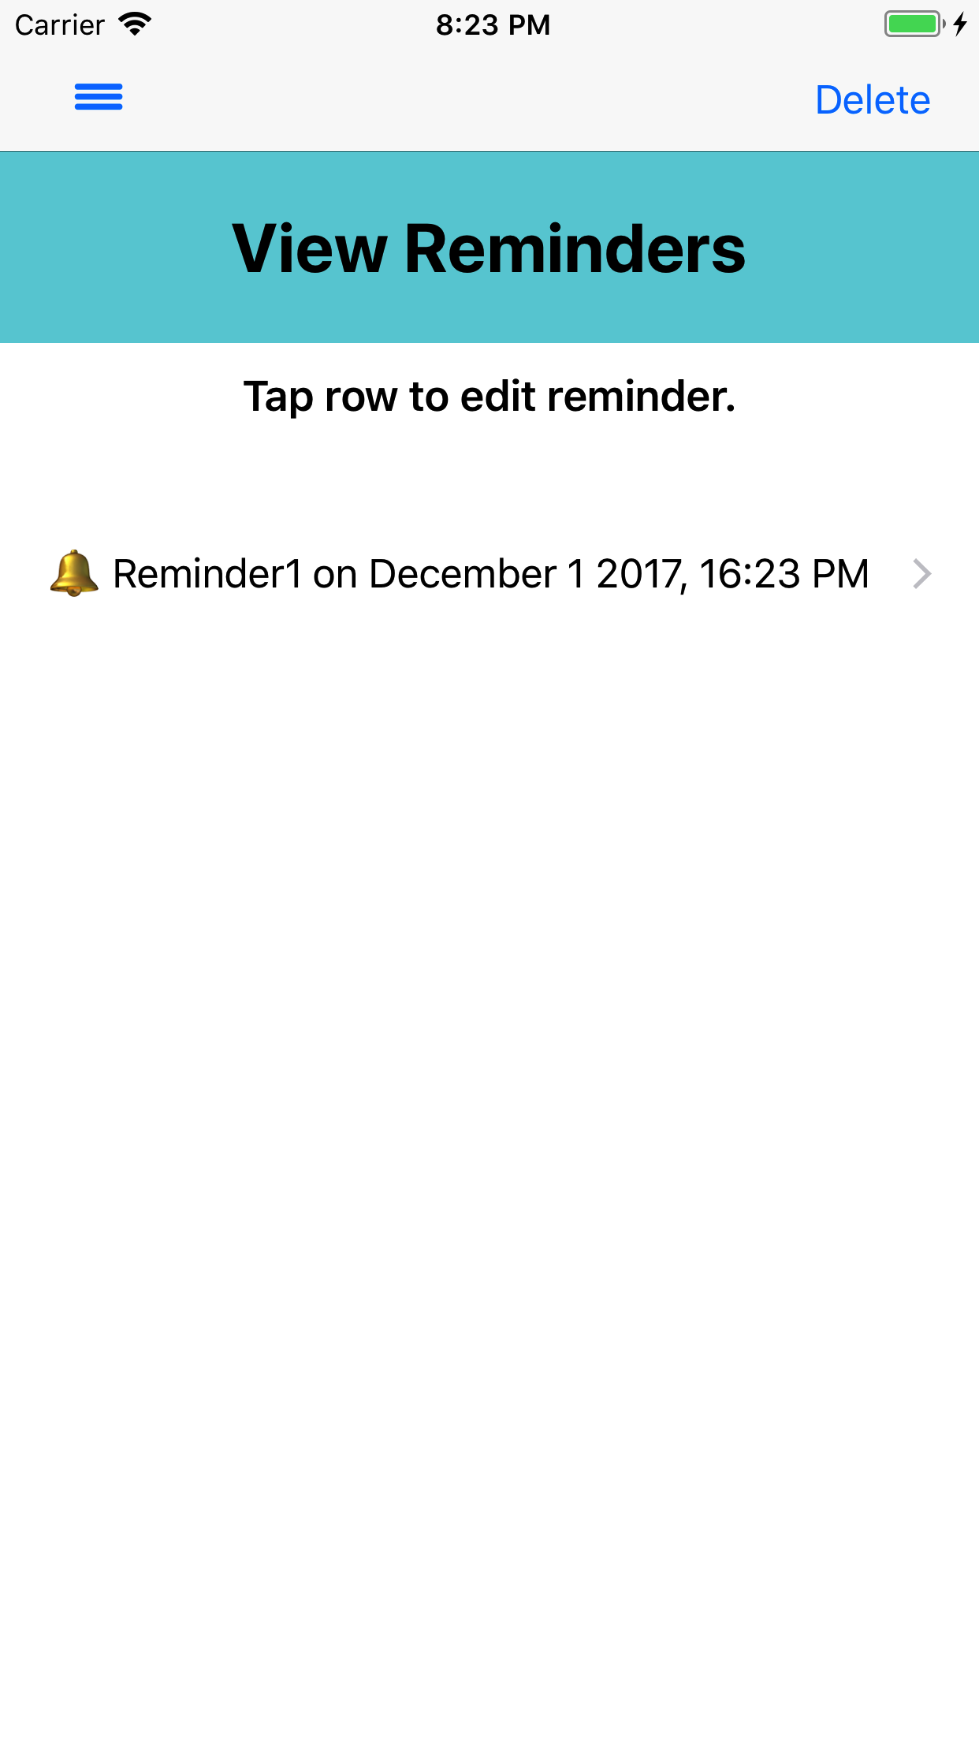 Carrier 8:23 PM
Delete
View Reminders
Tap row to edit reminder.
Reminder1 on December 1 2017, 16:23 PM